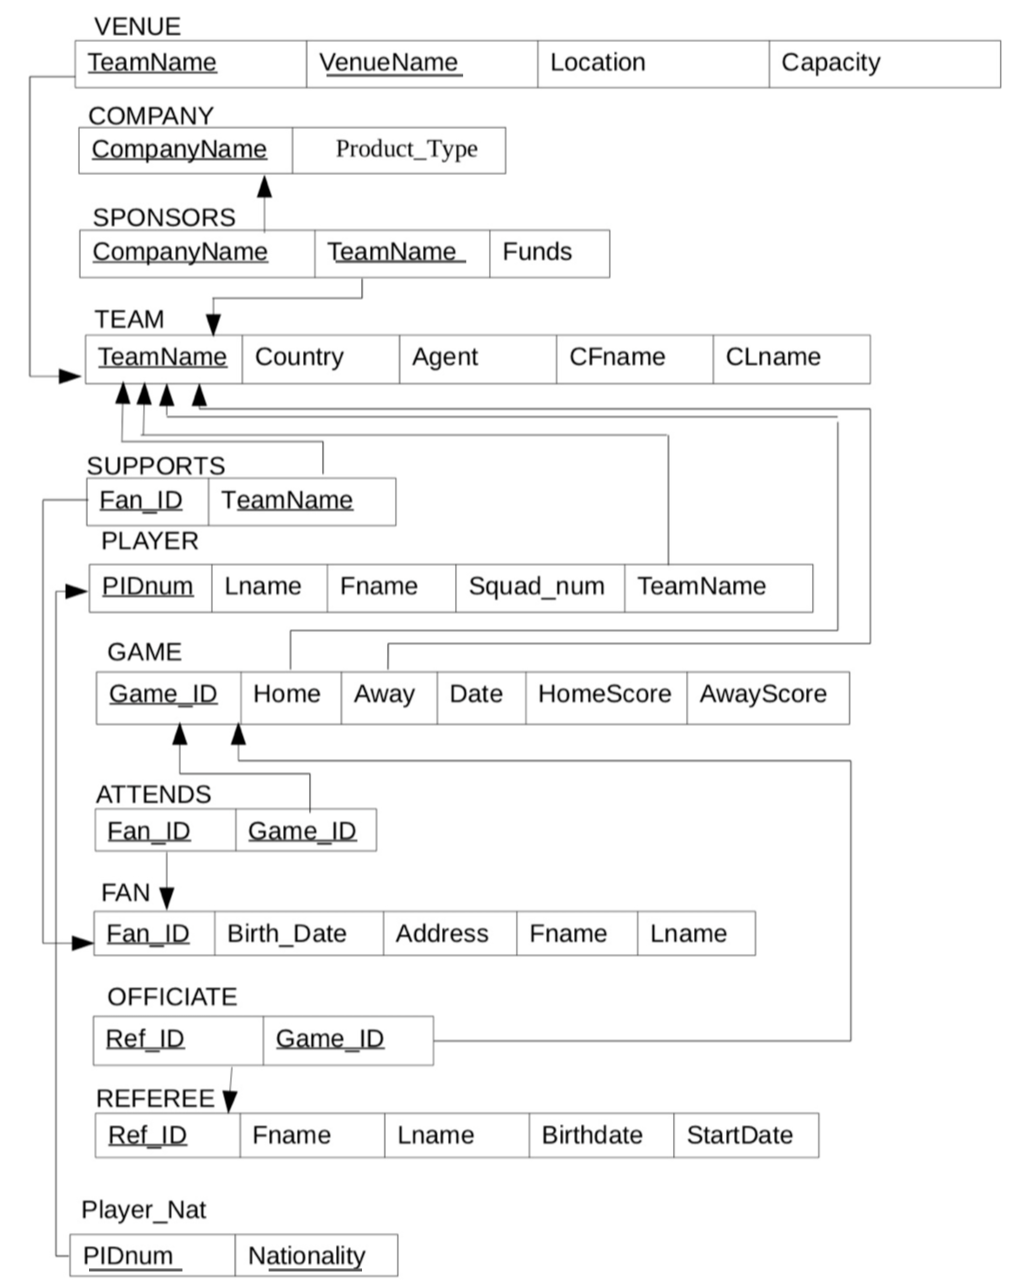 VENUE
TeamName VenueName Location Capacity
COMPANY
CompanyName Product_Type
SPONSORS
CompanyName TeamName Funds
TEAM
TeamName Country Agent CFname CLname
SUPPORTS
Fan_ID TeamName
PLAYER
PIDnum Lname Fname Squad_num TeamName
GAME
Game_ID Home Away Date HomeScore AwayScore
ATTENDS
Fan_ID Game_ID
FAN
Fan_ID Birth_Date Address Fname Lname
OFFICIATE
Ref_ID Game_ID
REFEREE
Ref_ID Fname Lname Birthdate StartDate
Player_Nat
PIDnum Nationality